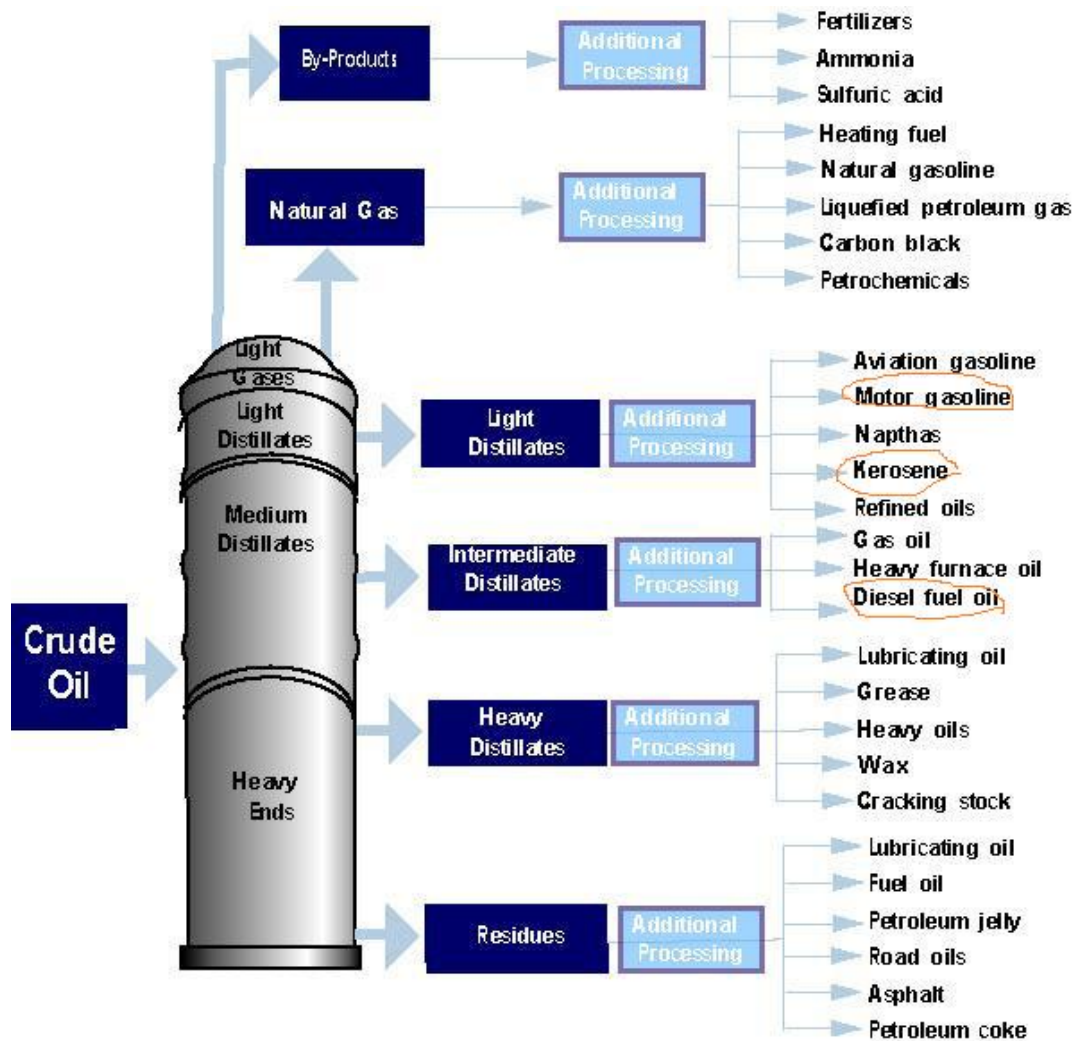 By-Products
Additional
Processing
Fertilizers
Ammonia
Sulfuric acid
Natural Gas
Additional
Processing
Heating fuel
Natural gasoline
Liquefied petroleum gas
Carbon black
Petrochemicals
Crude
Oil
Light
Gases
Light
Distillates
Medium
Distillates
Heavy
Ends
Light
Distillates
Additional
Processing
Aviation gasoline
Motor gasoline
Napthas
Kerosene
Refined oils
Intermediate
Distillates
Additional
Processing
Gas oil
Heavy furnace oil
Diesel fuel oil
Heavy
Distillates
Additional
Processing
Lubricating oil
Grease
Heavy oils
Wax
Cracking stock
Residues
Additional
Processing
Lubricating oil
Fuel oil
Petroleum jelly
Road oils
Asphalt
Petroleum coke